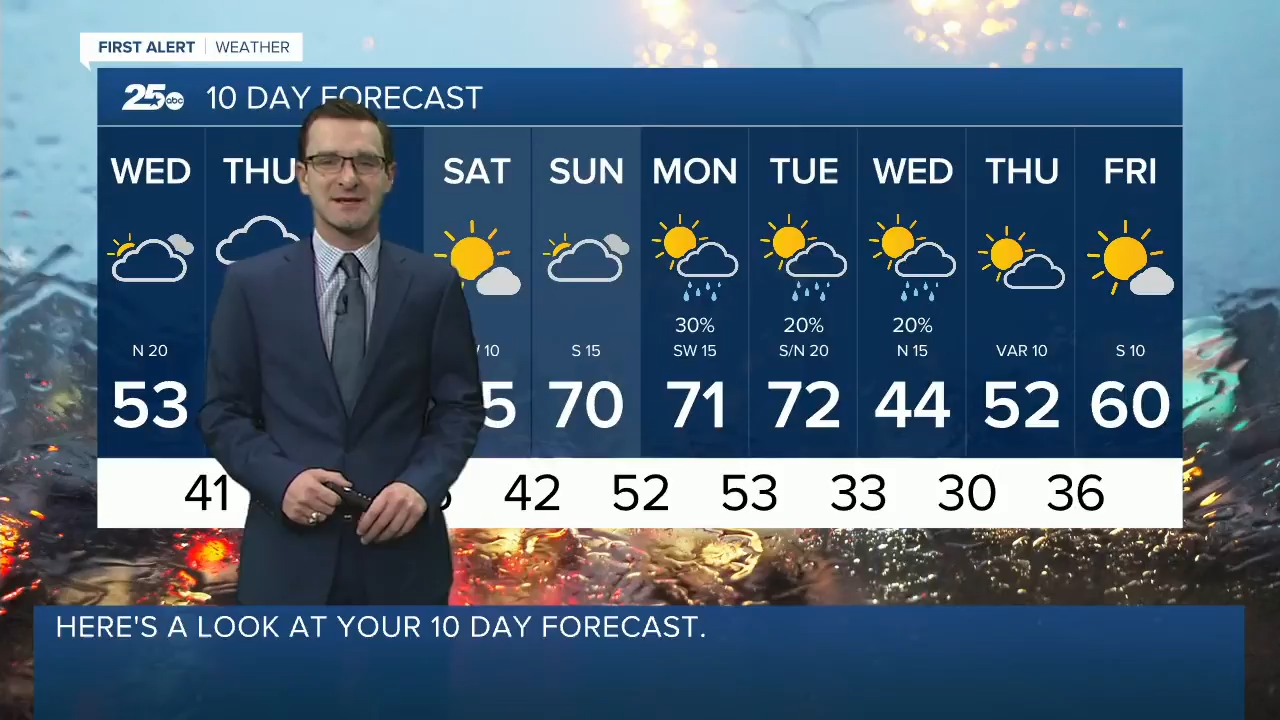 FIRST ALERT WEATHER
25 abc 10 DAY FORECAST
WED THU SAT SUN MON TUE WED THU FRI
30% 20% 20%
N 20 10 S 15 SW 15 S/N 20 N 15 VAR 10 S 10
53 5 70 71 72 44 52 60
41 42 52 53 33 30 36
HERE'S A LOOK AT YOUR 10 DAY FORECAST.